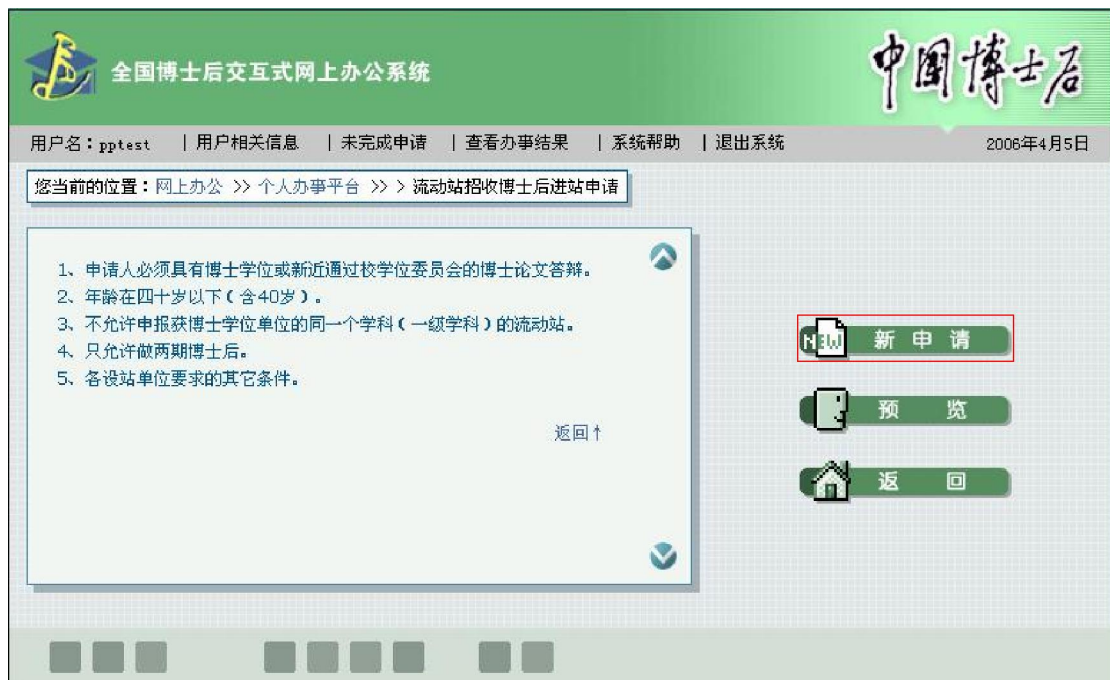 全国博士后交互式网上办公系统
中国博士后
用户名：pptest |用户相关信息 |未完成申请 |查看办事结果 |系统帮助 |退出系统 2006年4月5日
您当前的位置：网上办公 >> 个人办事平台 >> > 流动站招收博士后进站申请
1、申请人必须具有博士学位或新近通过校学位委员会的博士论文答辩。
2、年龄在四十岁以下（含40岁）。
3、不允许申报获博士学位单位的同一个学科（一级学科）的流动站。
4、只允许做两期博士后。
5、各设站单位要求的其它条件。
返回↑
NEW 新申请
预览
返回